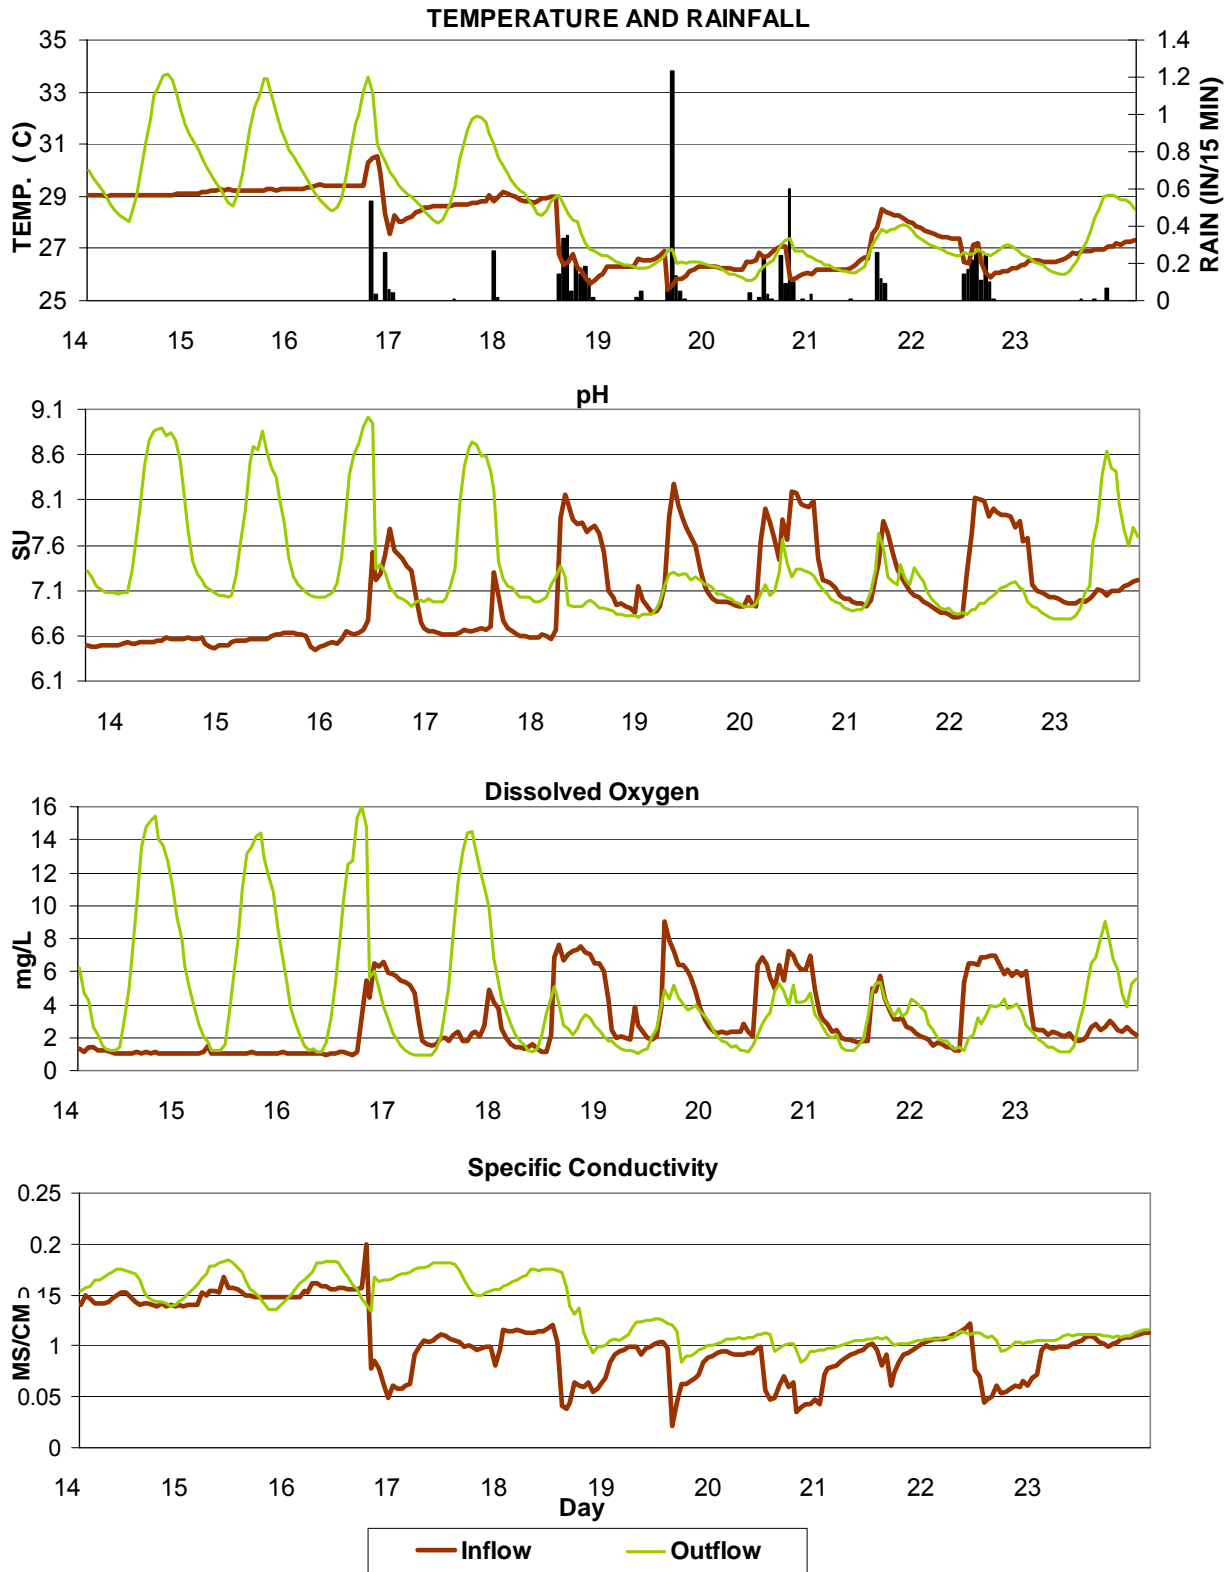 TEMPERATURE AND RAINFALL
35
33
31
29
27
25
TEMP. ( C)
1.4
1.2
1
0.8
0.6
0.4
0.2
0
RAIN (IN/15 MIN)
14 15 16 17 18 19 20 21 22 23
pH
9.1
8.6
8.1
7.6
7.1
6.6
6.1
SU
14 15 16 17 18 19 20 21 22 23
Dissolved Oxygen
16
14
12
10
8
6
4
2
0
mg/L
14 15 16 17 18 19 20 21 22 23
Specific Conductivity
0.25
0.2
0.15
0.1
0.05
0
MS/CM
14 15 16 17 18 19 20 21 22 23
Day
Inflow Outflow